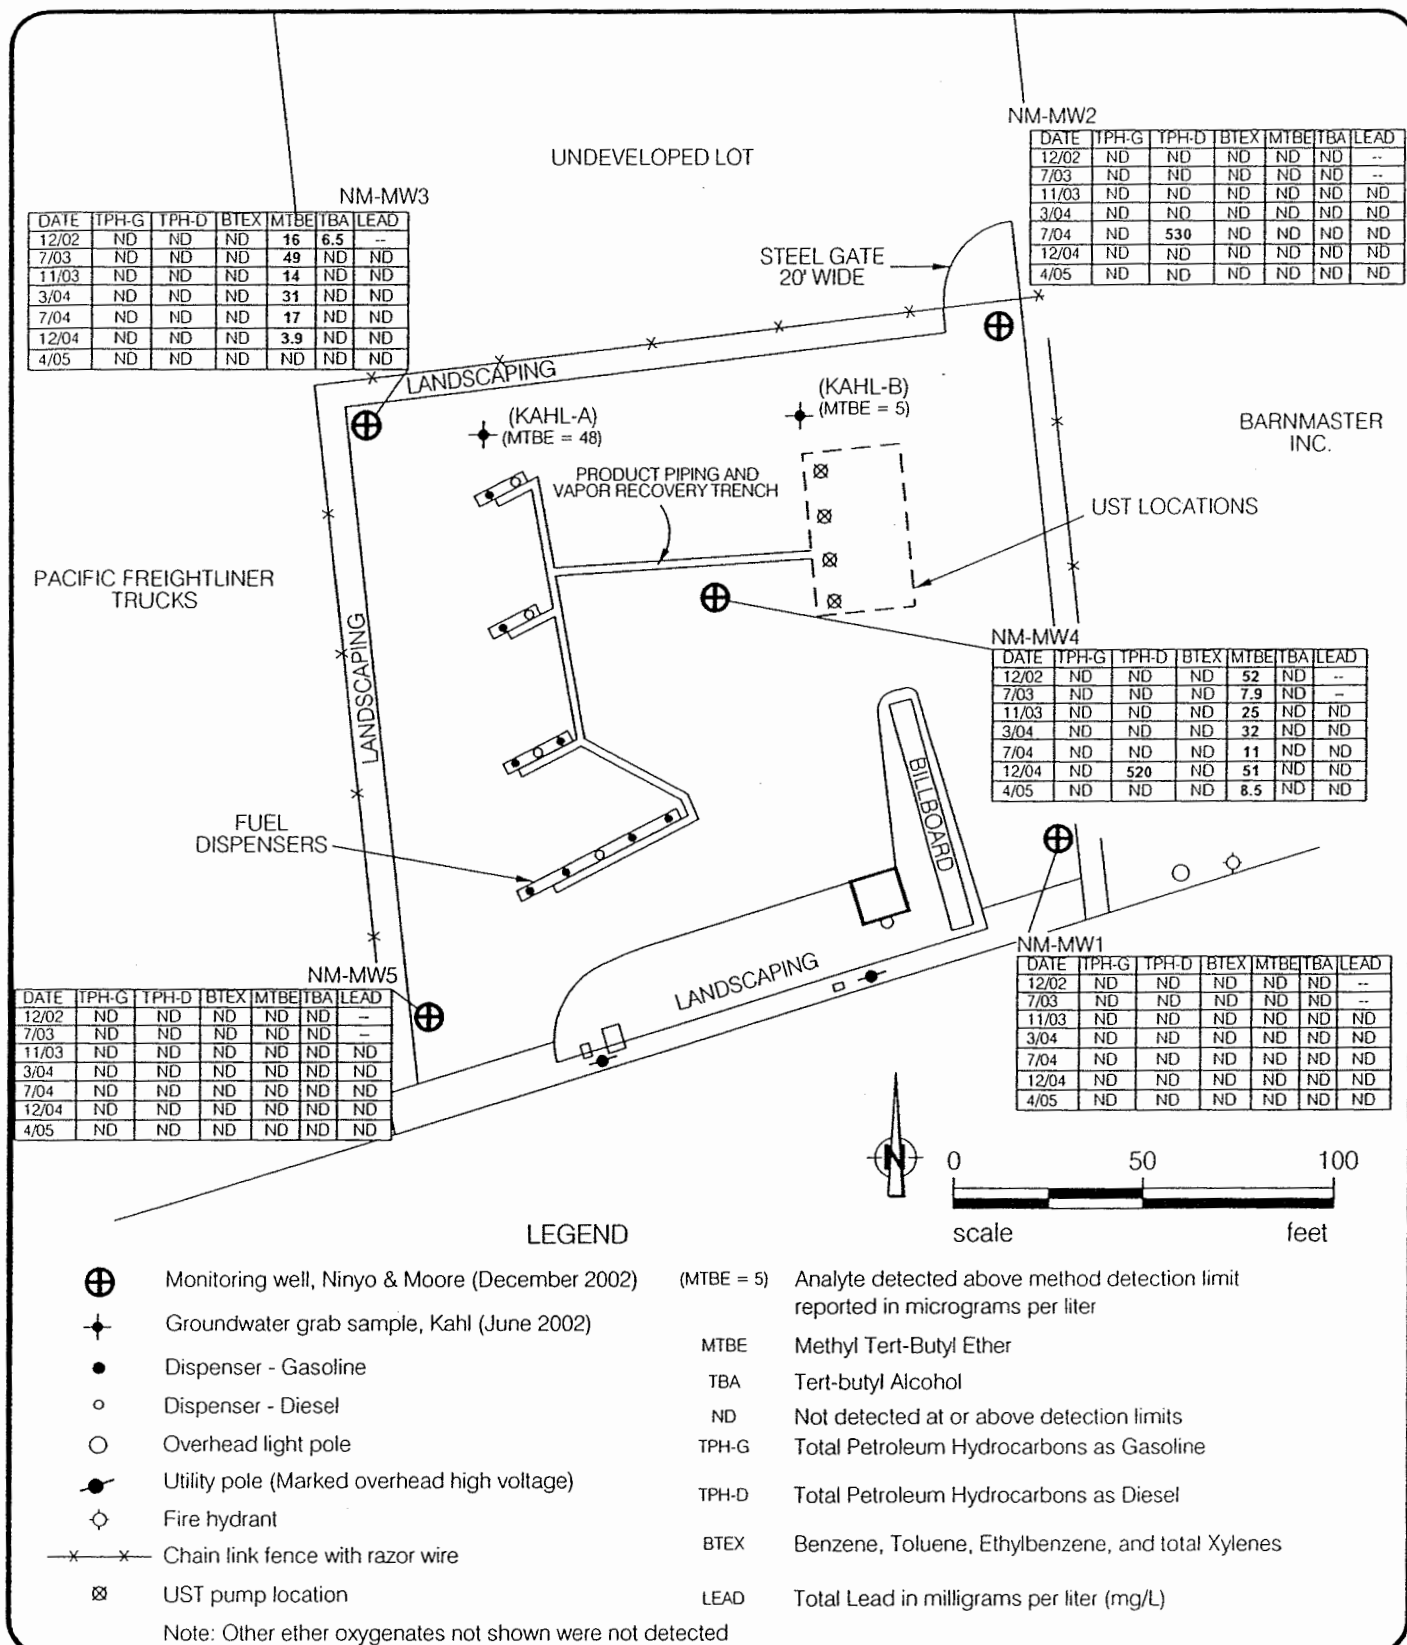 NM-MW2
DATE TPH-G TPH-D BTEX MTBE TBA LEAD
12/02 ND ND ND ND ND --
7/03 ND ND ND ND ND --
11/03 ND ND ND ND ND ND
3/04 ND ND ND ND ND ND
7/04 ND 530 ND ND ND ND
12/04 ND ND ND ND ND ND
4/05 ND ND ND ND ND ND
UNDEVELOPED LOT
NM-MW3
DATE TPH-G TPH-D BTEX MTBE TBA LEAD
12/02 ND ND ND 16 6.5 --
7/03 ND ND ND 49 ND ND
11/03 ND ND ND 14 ND ND
3/04 ND ND ND 31 ND ND
7/04 ND ND ND 17 ND ND
12/04 ND ND ND 3.9 ND ND
4/05 ND ND ND ND ND ND
STEEL GATE
20' WIDE
LANDSCAPING
(KAHL-A)
(MTBE = 48)
(KAHL-B)
(MTBE = 5)
BARNMASTER
INC.
PRODUCT PIPING AND
VAPOR RECOVERY TRENCH
UST LOCATIONS
PACIFIC FREIGHTLINER
TRUCKS
LANDSCAPING
NM-MW4
DATE TPH-G TPH-D BTEX MTBE TBA LEAD
12/02 ND ND ND 52 ND --
7/03 ND ND ND 7.9 ND --
11/03 ND ND ND 25 ND ND
3/04 ND ND ND 32 ND ND
7/04 ND ND ND 11 ND ND
12/04 ND 520 ND 51 ND ND
4/05 ND ND ND 8.5 ND ND
BILLBOARD
FUEL
DISPENSERS
NM-MW1
DATE TPH-G TPH-D BTEX MTBE TBA LEAD
12/02 ND ND ND ND ND --
7/03 ND ND ND ND ND --
11/03 ND ND ND ND ND ND
3/04 ND ND ND ND ND ND
7/04 ND ND ND ND ND ND
12/04 ND ND ND ND ND ND
4/05 ND ND ND ND ND ND
LANDSCAPING
NM-MW5
DATE TPH-G TPH-D BTEX MTBE TBA LEAD
12/02 ND ND ND ND ND --
7/03 ND ND ND ND ND --
11/03 ND ND ND ND ND ND
3/04 ND ND ND ND ND ND
7/04 ND ND ND ND ND ND
12/04 ND ND ND ND ND ND
4/05 ND ND ND ND ND ND
N
0 50 100
scale feet
LEGEND
Monitoring well, Ninyo & Moore (December 2002)
Groundwater grab sample, Kahl (June 2002)
Dispenser - Gasoline
Dispenser - Diesel
Overhead light pole
Utility pole (Marked overhead high voltage)
Fire hydrant
Chain link fence with razor wire
UST pump location
Note: Other ether oxygenates not shown were not detected
(MTBE = 5) Analyte detected above method detection limit
reported in micrograms per liter
MTBE Methyl Tert-Butyl Ether
TBA Tert-butyl Alcohol
ND Not detected at or above detection limits
TPH-G Total Petroleum Hydrocarbons as Gasoline
TPH-D Total Petroleum Hydrocarbons as Diesel
BTEX Benzene, Toluene, Ethylbenzene, and total Xylenes
LEAD Total Lead in milligrams per liter (mg/L)